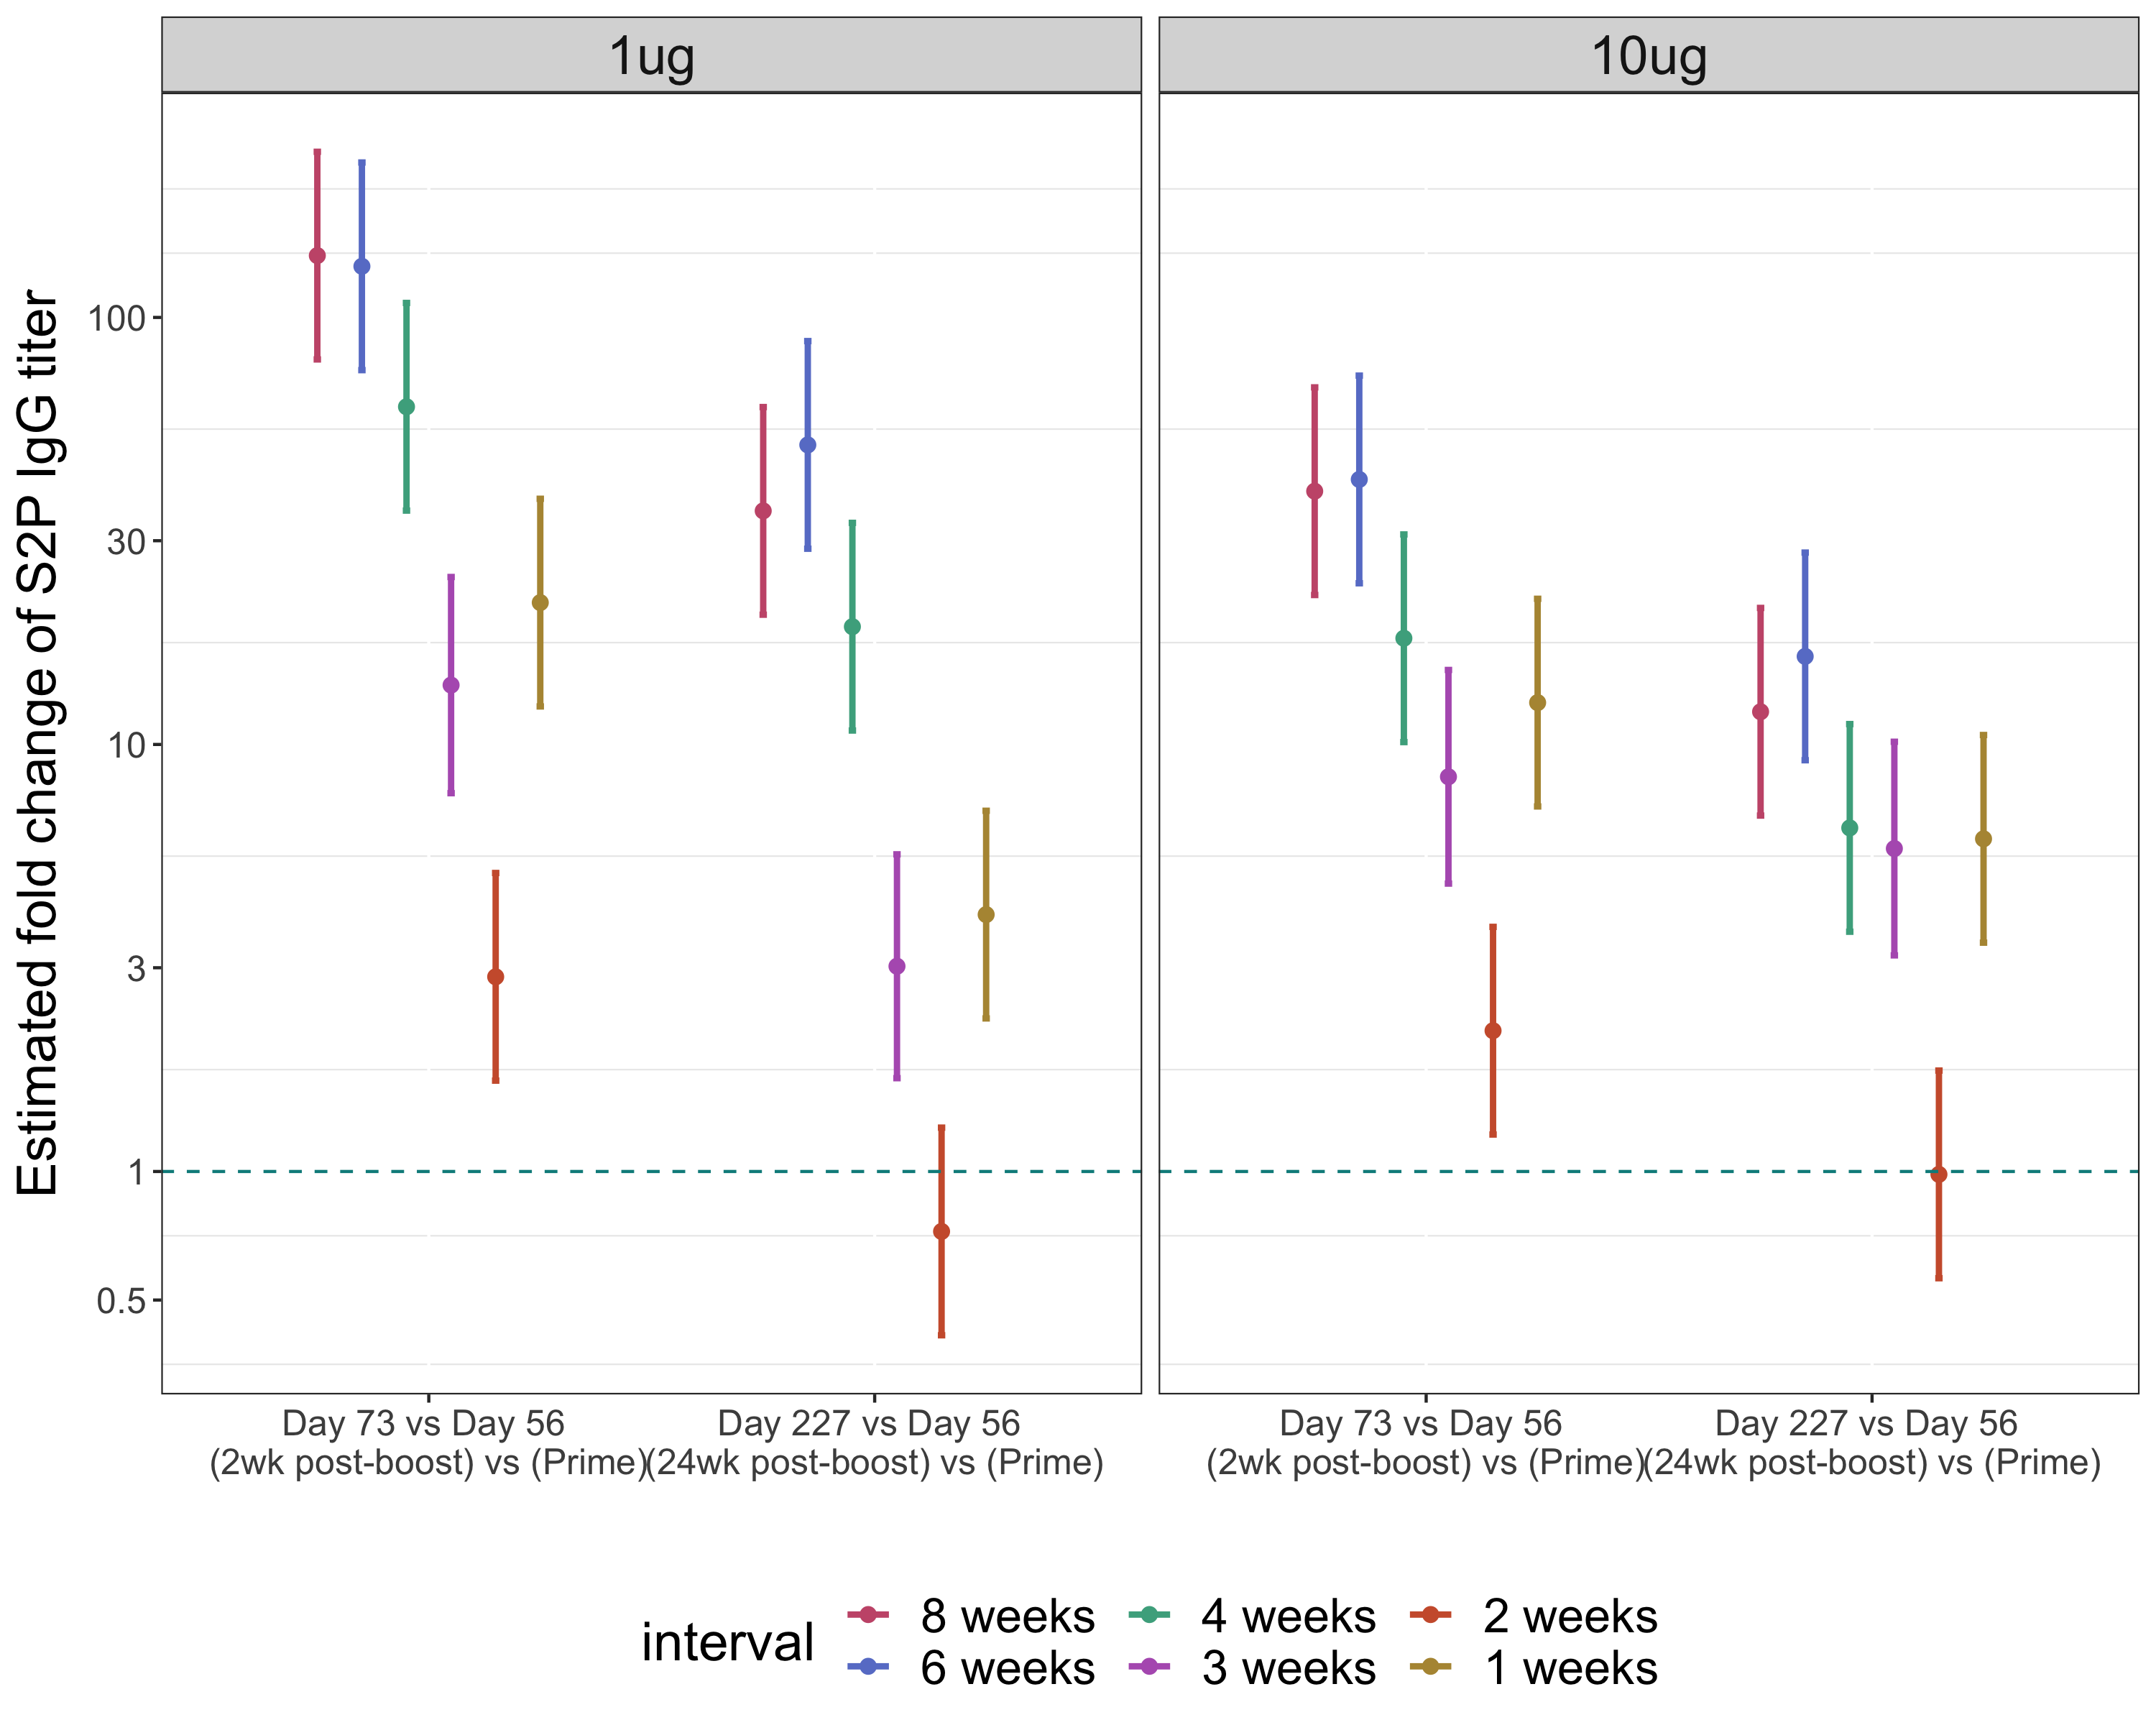 1ug
10ug
Estimated fold change of S2P IgG titer
100
30
10
3
1
0.5
Day 73 vs Day 56
(2wk post-boost) vs (Prime)
Day 227 vs Day 56
(24wk post-boost) vs (Prime)
Day 73 vs Day 56
(2wk post-boost) vs (Prime)
Day 227 vs Day 56
(24wk post-boost) vs (Prime)
interval
8 weeks
6 weeks
4 weeks
3 weeks
2 weeks
1 weeks